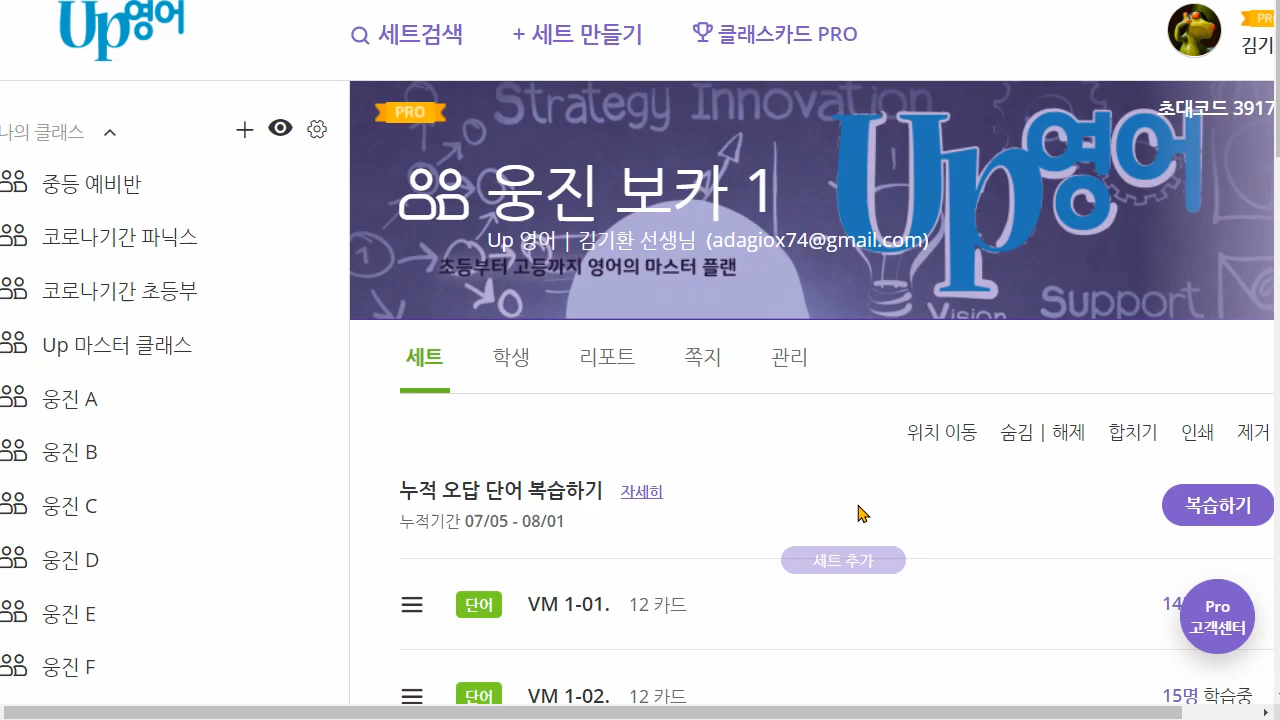 Up영어
세트검색
+ 세트 만들기
클래스카드 PRO
PR
김기
나의 클래스
중등 예비반
코로나기간 파닉스
코로나기간 초등부
Up 마스터 클래스
웅진 A
웅진 B
웅진 C
웅진 D
웅진 E
웅진 F
PRO
Strategy Innovation
초대코드 3917
Up영어
웅진 보카 1
Up 영어 | 김기환 선생님 (adagiox74@gmail.com)
초등부터 고등까지 영어의 마스터 플랜
Vision
Support
세트
학생
리포트
쪽지
관리
위치 이동
숨김 | 해제
합치기
인쇄
제거
누적 오답 단어 복습하기 자세히
누적기간 07/05 - 08/01
복습하기
세트 추가
단어 VM 1-01. 12 카드
14
Pro
고객센터
단어 VM 1-02. 12 카드
15명 학습중